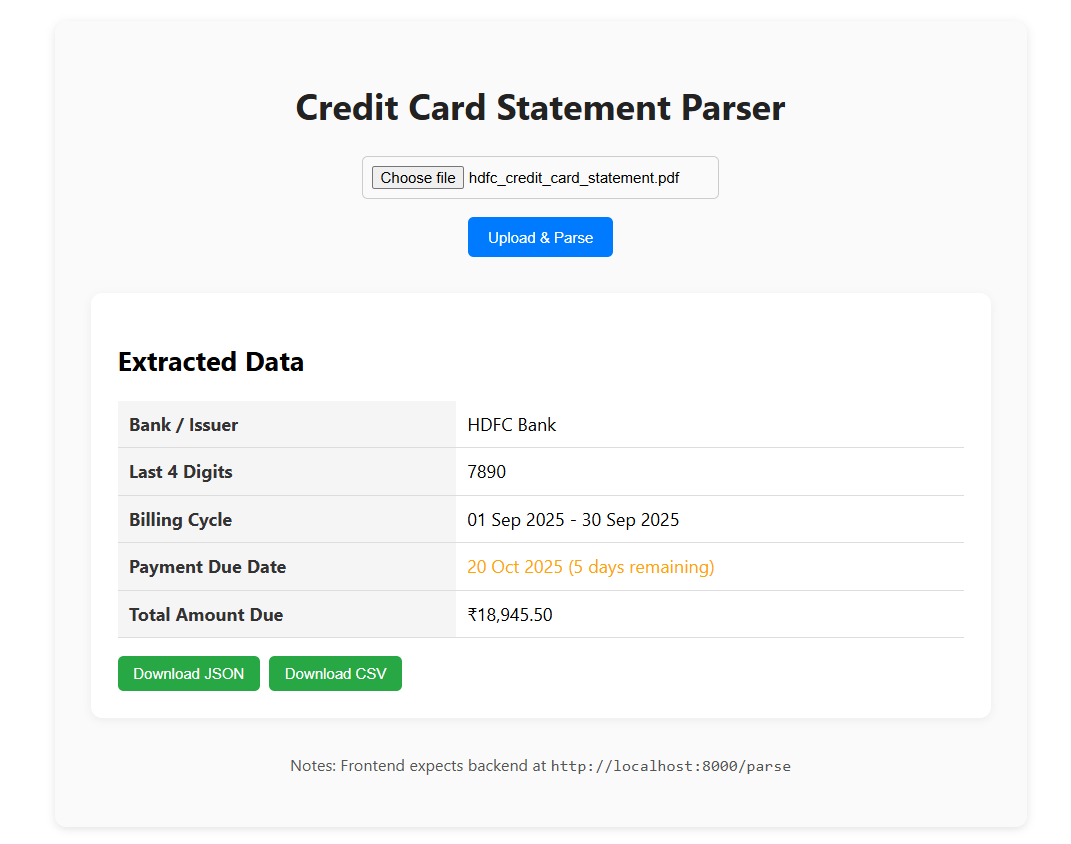 Credit Card Statement Parser
Choose file hdfc_credit_card_statement.pdf
Upload & Parse
Extracted Data
Bank / Issuer HDFC Bank
Last 4 Digits 7890
Billing Cycle 01 Sep 2025 - 30 Sep 2025
Payment Due Date 20 Oct 2025 (5 days remaining)
Total Amount Due ₹18,945.50
Download JSON Download CSV
Notes: Frontend expects backend at http://localhost:8000/parse